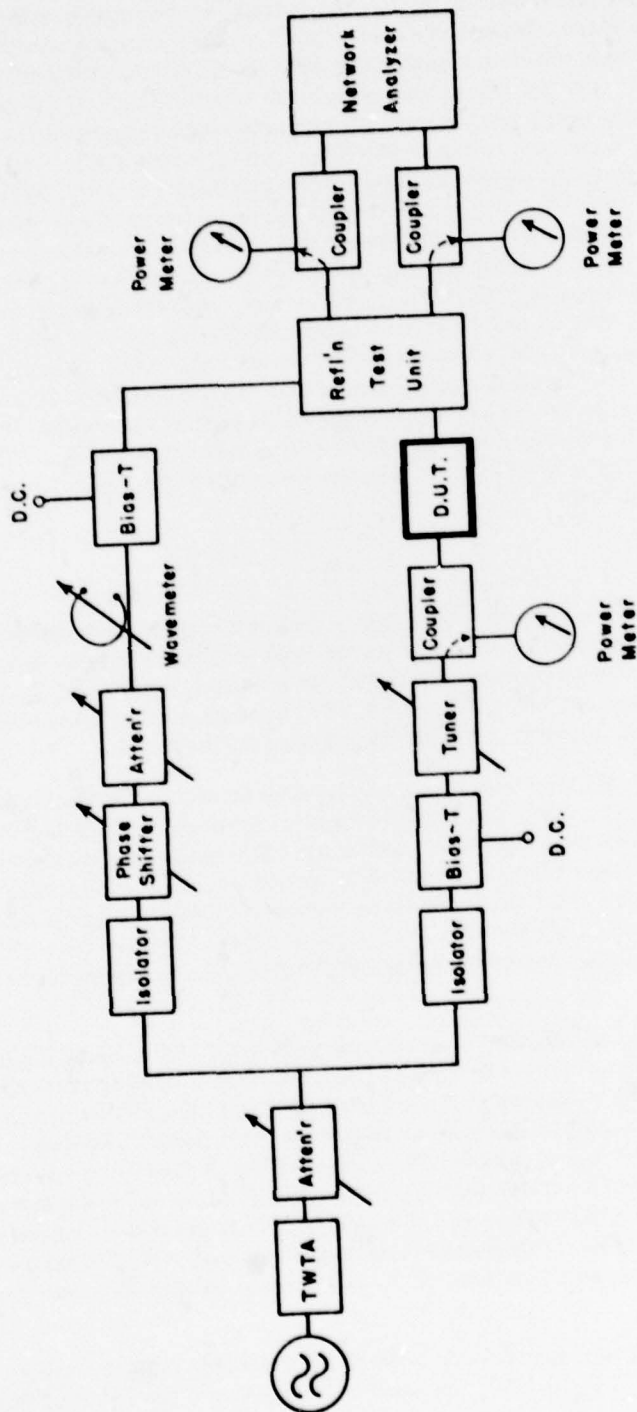 TWTA
Atten'r
Isolator
Phase
Shifter
Atten'r
Wavemeter
Bias-T
D.C.
Isolator
Bias-T
D.C.
Tuner
Coupler
Power
Meter
D.U.T.
Refl'n
Test
Unit
Power
Meter
Coupler
Coupler
Power
Meter
Network
Analyzer